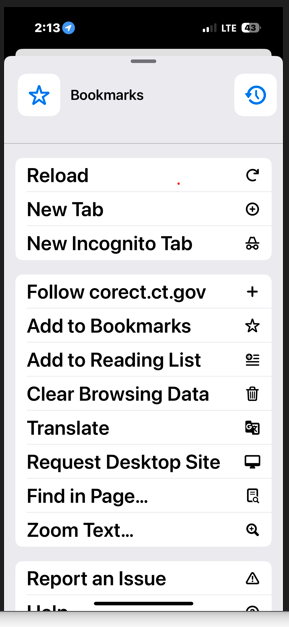 2:13 LTE 43
Bookmarks
Reload
New Tab
New Incognito Tab
Follow corect.ct.gov
Add to Bookmarks
Add to Reading List
Clear Browsing Data
Translate
Request Desktop Site
Find in Page...
Zoom Text...
Report an Issue
Help